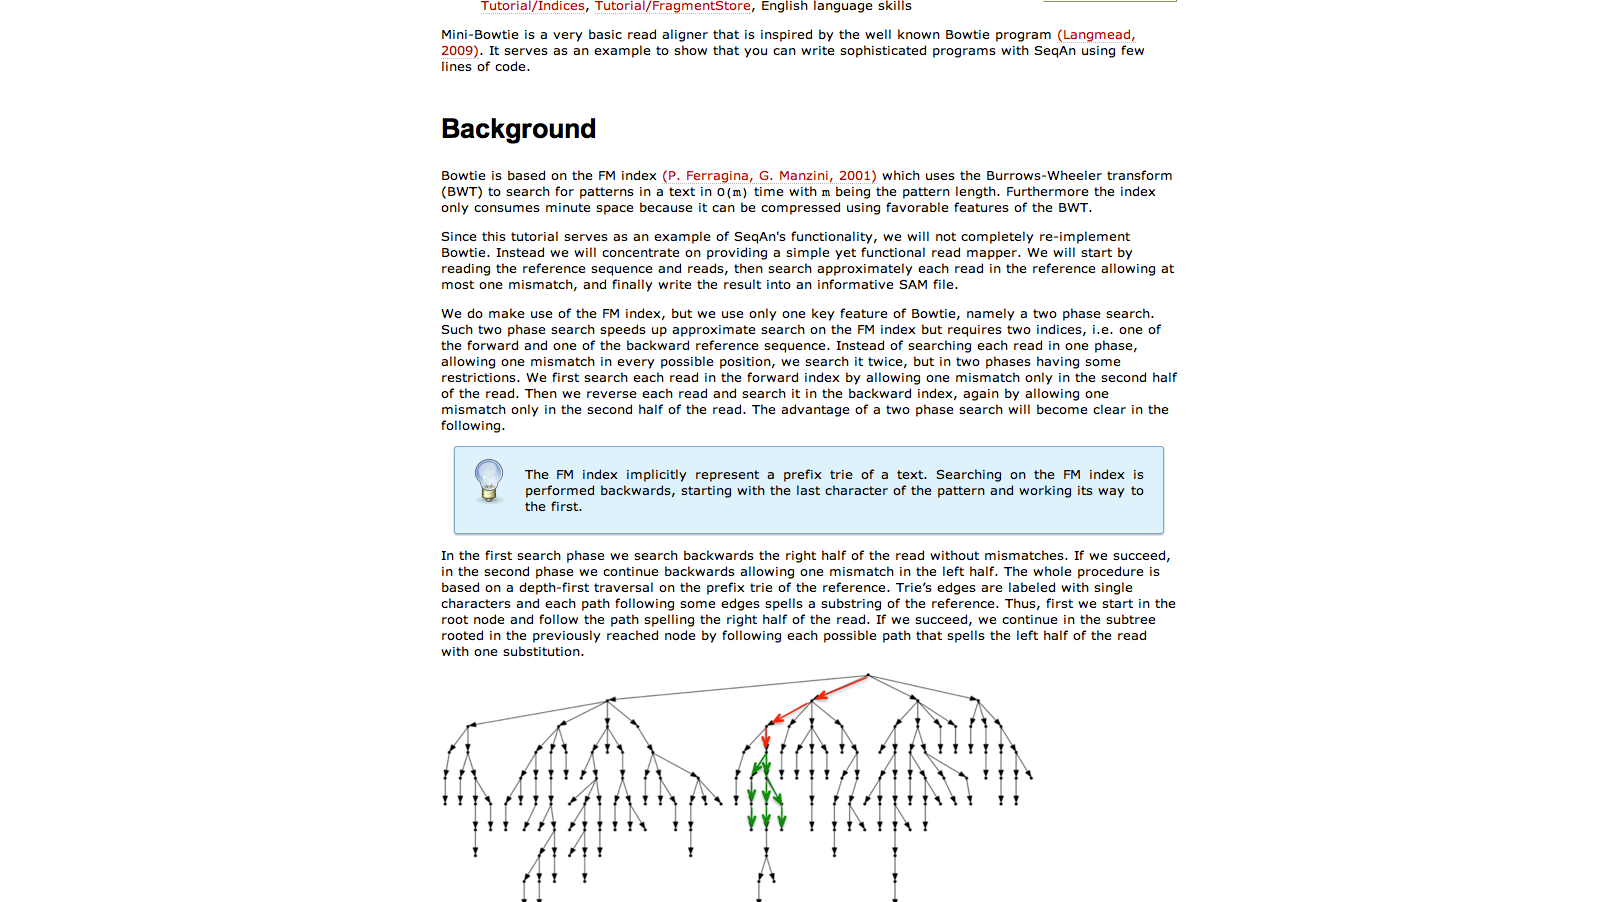 Tutorial/Indices, Tutorial/FragmentStore, English language skills
Mini-Bowtie is a very basic read aligner that is inspired by the well known Bowtie program (Langmead,
2009). It serves as an example to show that you can write sophisticated programs with SeqAn using few
lines of code.
Background
Bowtie is based on the FM index (P. Ferragina, G. Manzini, 2001) which uses the Burrows-Wheeler transform
(BWT) to search for patterns in a text in O(m) time with m being the pattern length. Furthermore the index
only consumes minute space because it can be compressed using favorable features of the BWT.
Since this tutorial serves as an example of SeqAn's functionality, we will not completely re-implement
Bowtie. Instead we will concentrate on providing a simple yet functional read mapper. We will start by
reading the reference sequence and reads, then search approximately each read in the reference allowing at
most one mismatch, and finally write the result into an informative SAM file.
We do make use of the FM index, but we use only one key feature of Bowtie, namely a two phase search.
Such two phase search speeds up approximate search on the FM index but requires two indices, i.e. one of
the forward and one of the backward reference sequence. Instead of searching each read in one phase,
allowing one mismatch in every possible position, we search it twice, but in two phases having some
restrictions. We first search each read in the forward index by allowing one mismatch only in the second half
of the read. Then we reverse each read and search it in the backward index, again by allowing one
mismatch only in the second half of the read. The advantage of a two phase search will become clear in the
following.
The FM index implicitly represent a prefix trie of a text. Searching on the FM index is
performed backwards, starting with the last character of the pattern and working its way to
the first.
In the first search phase we search backwards the right half of the read without mismatches. If we succeed,
in the second phase we continue backwards allowing one mismatch in the left half. The whole procedure is
based on a depth-first traversal on the prefix trie of the reference. Trie’s edges are labeled with single
characters and each path following some edges spells a substring of the reference. Thus, first we start in the
root node and follow the path spelling the right half of the read. If we succeed, we continue in the subtree
rooted in the previously reached node by following each possible path that spells the left half of the read
with one substitution.